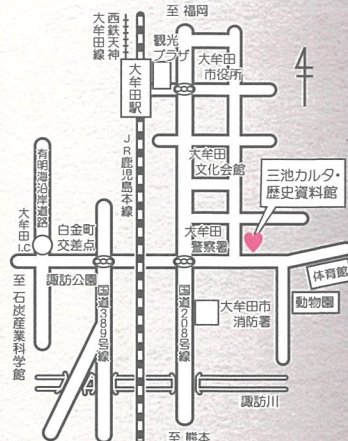 至 福岡
西鉄天神
大牟田線
観光
プラザ
大牟田
市役所
大牟田駅
JR鹿児島本線
大牟田
文化会館
三池カルタ・
歴史資料館
有明海沿岸道路
大牟田I.C
白金町
交差点
大牟田
警察署
体育館
諏訪公園
動物園
至 石炭産業科学館
国道389号線
国道208号線
大牟田市
消防署
諏訪川
至 熊本